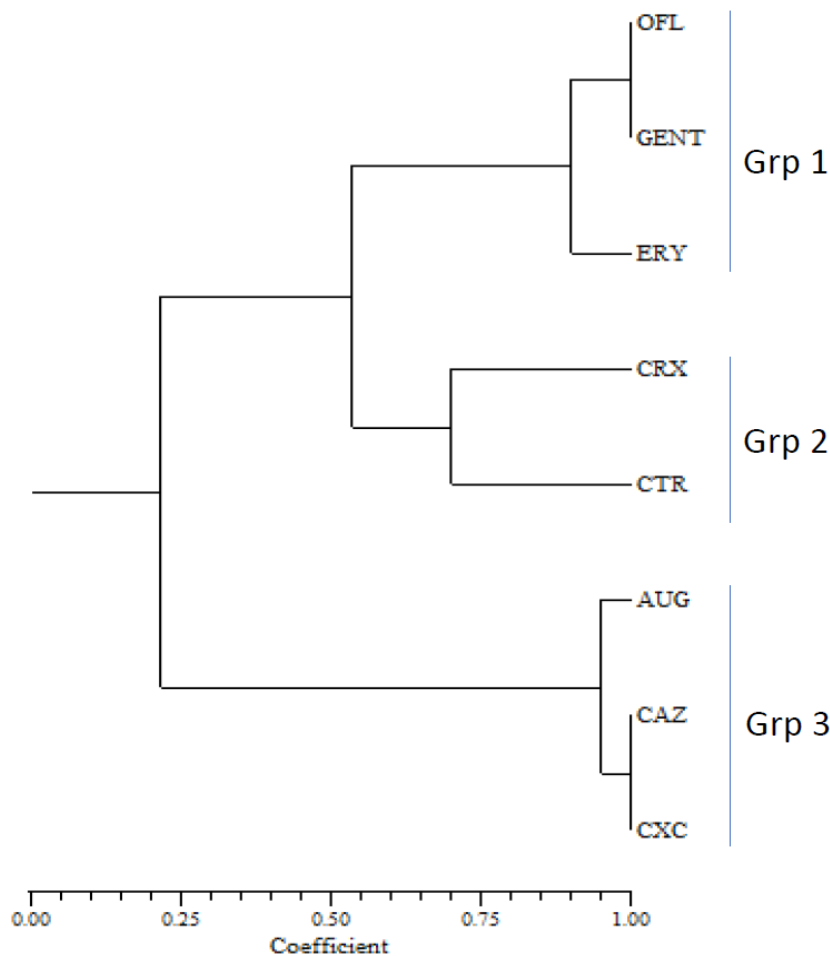 OFL
GENT
Grp 1
ERY
CRX
Grp 2
CTR
AUG
CAZ
Grp 3
CXC
0.00 0.25 0.50 0.75 1.00
Coefficient